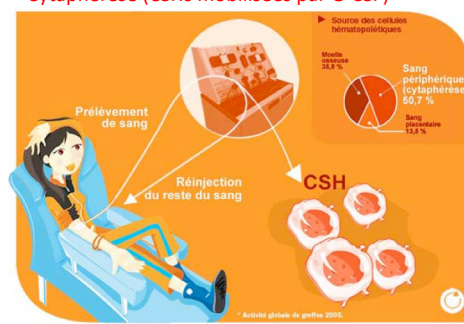 Cytaphérèse (CSHs mobilisées par G-CSF)
Source des cellules
hématopoïétiques
Moelle
osseuse
35,8 %
Sang
périphérique
(cytaphérèse)
50,7 %
Sang
placentaire
13,5 %
Prélèvement
de sang
Réinjection
du reste du sang
CSH
* Activité globale de greffes 2005.